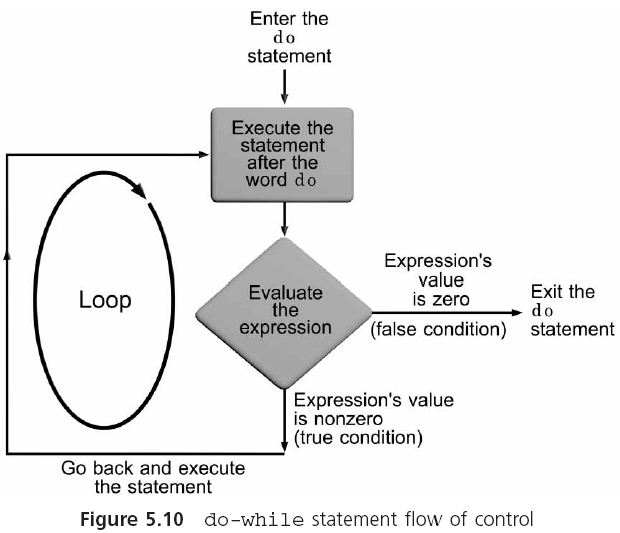 Enter the
do
statement
Execute the
statement
after the
word do
Loop
Evaluate
the
expression
Expression's
value
is zero
(false condition)
Exit the
do
statement
Expression's value
is nonzero
(true condition)
Go back and execute
the statement
Figure 5.10 do-while statement flow of control